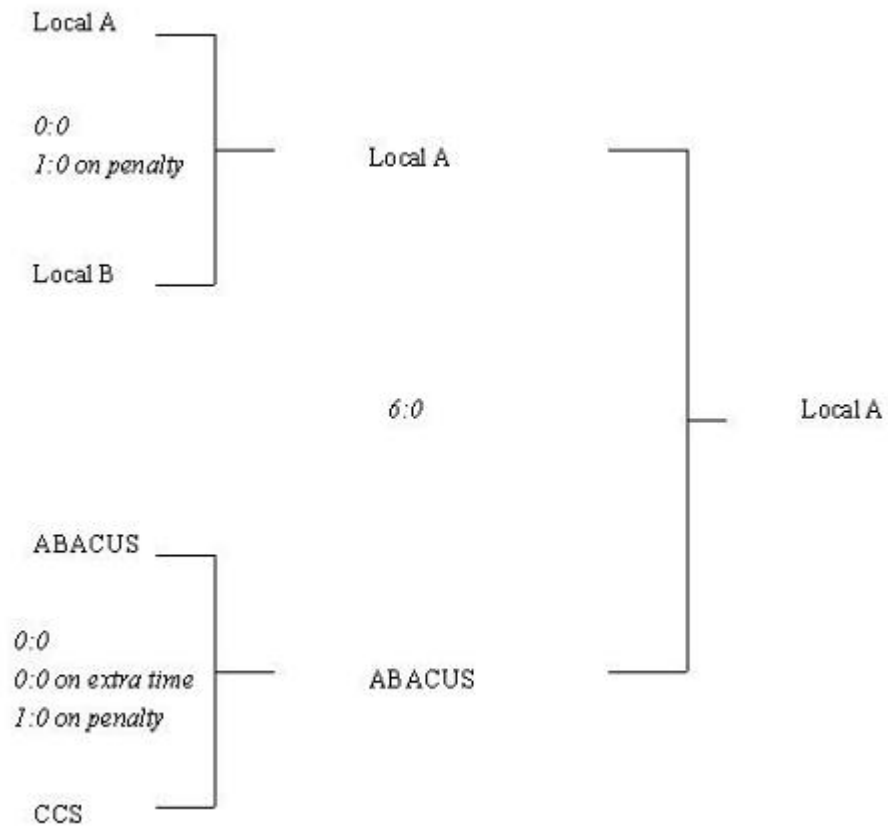 Local A
0:0
1:0 on penalty
Local A
Local B
6:0
Local A
ABACUS
0:0
0:0 on extra time
1:0 on penalty
ABACUS
CCS